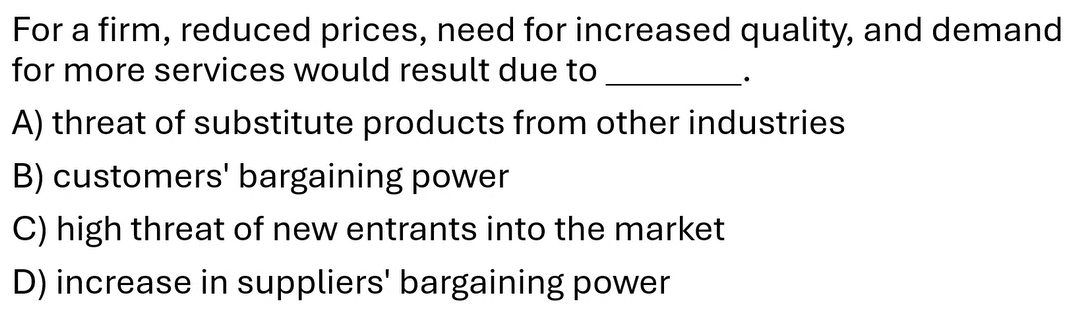 For a firm, reduced prices, need for increased quality, and demand
for more services would result due to ________.
A) threat of substitute products from other industries
B) customers' bargaining power
C) high threat of new entrants into the market
D) increase in suppliers' bargaining power